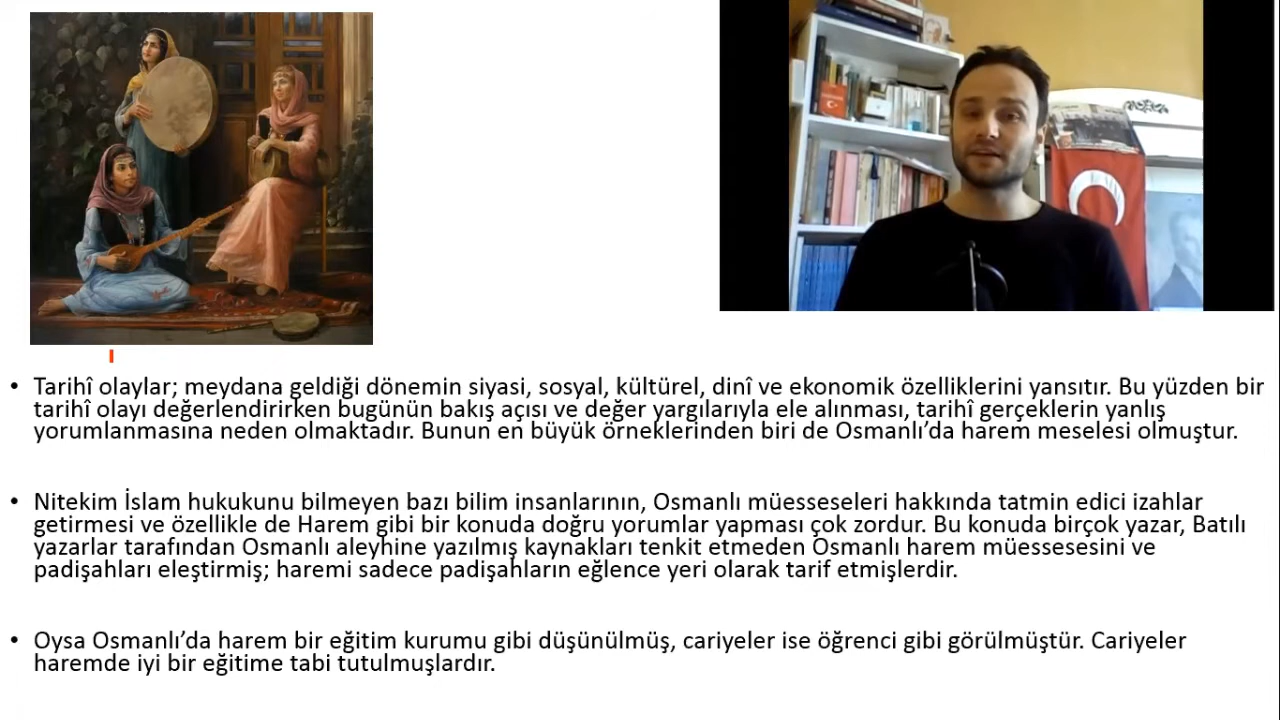 • Tarihî olaylar; meydana geldiği dönemin siyasi, sosyal, kültürel, dinî ve ekonomik özelliklerini yansıtır. Bu yüzden bir
tarihî olayı değerlendirirken bugünün bakış açısı ve değer yargılarıyla ele alınması, tarihî gerçeklerin yanlış
yorumlanmasına neden olmaktadır. Bunun en büyük örneklerinden biri de Osmanlı’da harem meselesi olmuştur.
• Nitekim İslam hukukunu bilmeyen bazı bilim insanlarının, Osmanlı müesseseleri hakkında tatmin edici izahlar
getirmesi ve özellikle de Harem gibi bir konuda doğru yorumlar yapması çok zordur. Bu konuda birçok yazar, Batılı
yazarlar tarafından Osmanlı aleyhine yazılmış kaynakları tenkit etmeden Osmanlı harem müessesesini ve
padişahları eleştirmiş; haremi sadece padişahların eğlence yeri olarak tarif etmişlerdir.
• Oysa Osmanlı’da harem bir eğitim kurumu gibi düşünülmüş, cariyeler ise öğrenci gibi görülmüştür. Cariyeler
haremde iyi bir eğitime tabi tutulmuşlardır.